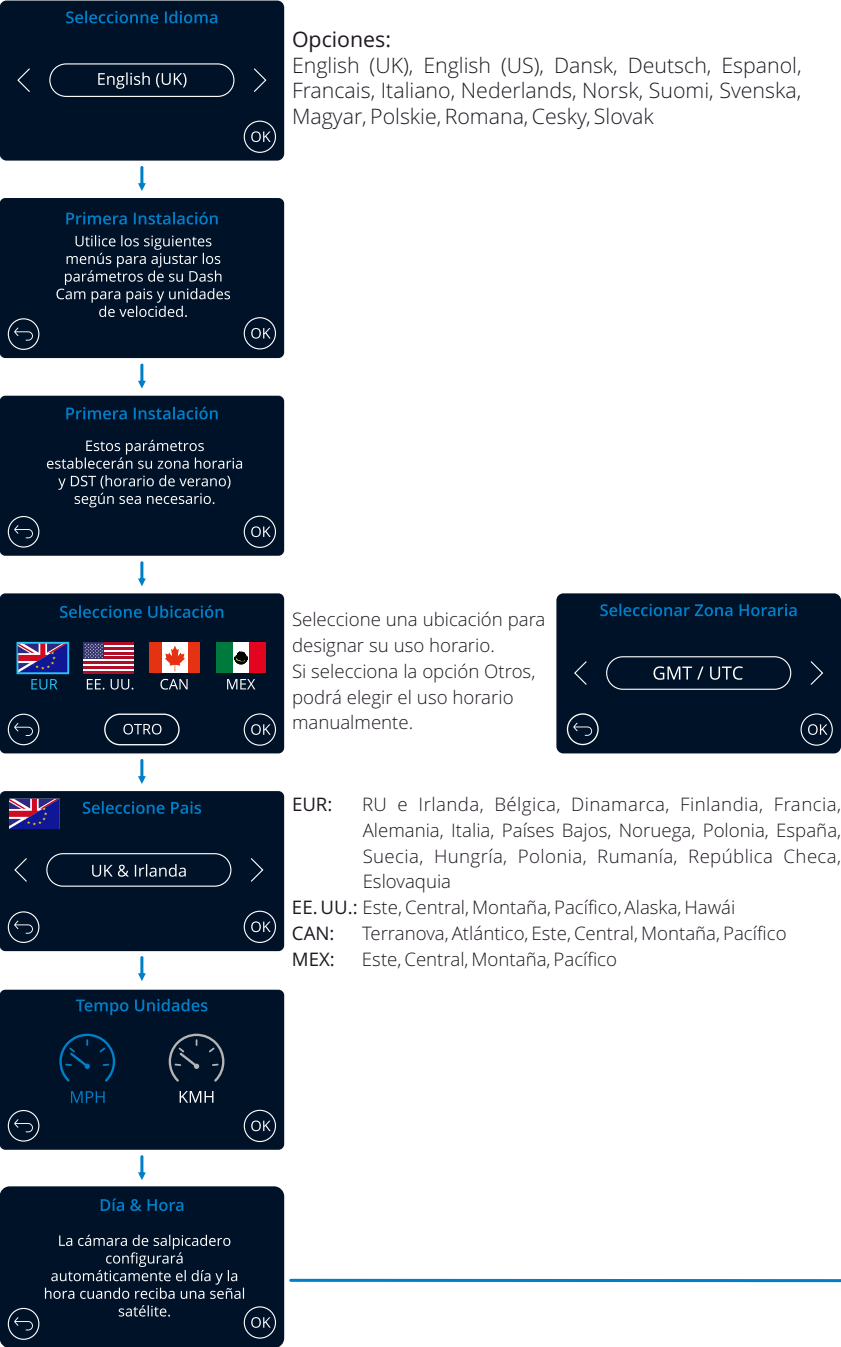 Seleccionne Idioma
English (UK)
OK
Opciones:
English (UK), English (US), Dansk, Deutsch, Espanol,
Francais, Italiano, Nederlands, Norsk, Suomi, Svenska,
Magyar, Polskie, Romana, Cesky, Slovak
Primera Instalación
Utilice los siguientes
menús para ajustar los
parámetros de su Dash
Cam para pais y unidades
de velocided.
OK
Primera Instalación
Estos parámetros
establecerán su zona horaria
y DST (horario de verano)
según sea necesario.
OK
Seleccione Ubicación
EUR EE. UU. CAN MEX
OTRO
OK
Seleccione una ubicación para
designar su uso horario.
Si selecciona la opción Otros,
podrá elegir el uso horario
manualmente.
Seleccionar Zona Horaria
GMT / UTC
OK
Seleccione Pais
UK & Irlanda
OK
EUR: RU e Irlanda, Bélgica, Dinamarca, Finlandia, Francia,
Alemania, Italia, Países Bajos, Noruega, Polonia, España,
Suecia, Hungría, Polonia, Rumanía, República Checa,
Eslovaquia
EE. UU.: Este, Central, Montaña, Pacífico, Alaska, Hawái
CAN: Terranova, Atlántico, Este, Central, Montaña, Pacífico
MEX: Este, Central, Montaña, Pacífico
Tempo Unidades
MPH KMH
OK
Día & Hora
La cámara de salpicadero
configurará
automáticamente el día y la
hora cuando reciba una señal
satélite.
OK